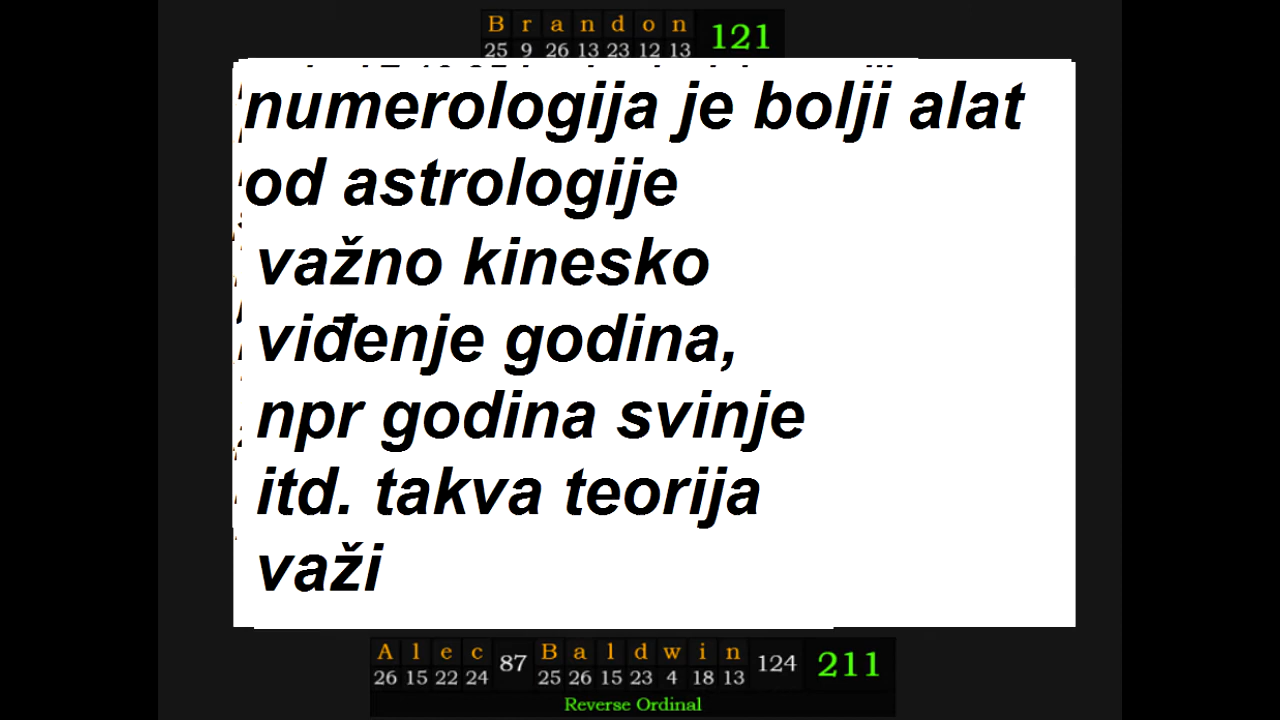 Brandon 121
25 9 26 13 23 12 13
numerologija je bolji alat
od astrologije
važno kinesko
viđenje godina,
npr godina svinje
itd. takva teorija
važi
Alec 87 Baldwin 124 211
26 15 22 24 25 26 15 23 4 18 13
Reverse Ordinal